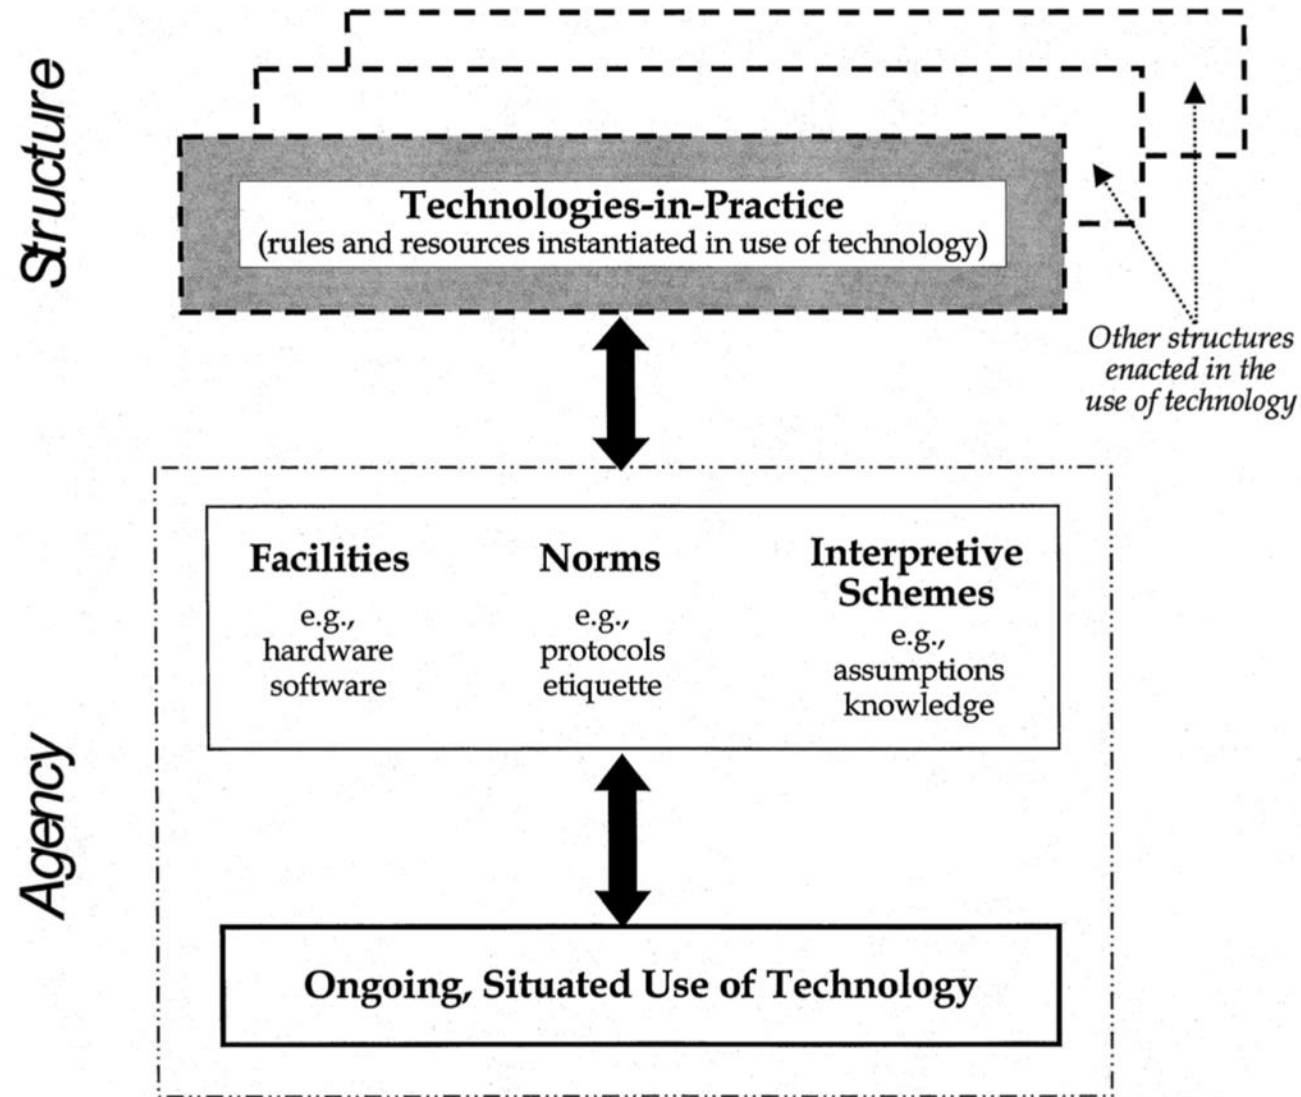 Structure
Technologies-in-Practice
(rules and resources instantiated in use of technology)
Other structures
enacted in the
use of technology
Agency
Facilities
e.g.,
hardware
software
Norms
e.g.,
protocols
etiquette
Interpretive
Schemes
e.g.,
assumptions
knowledge
Ongoing, Situated Use of Technology